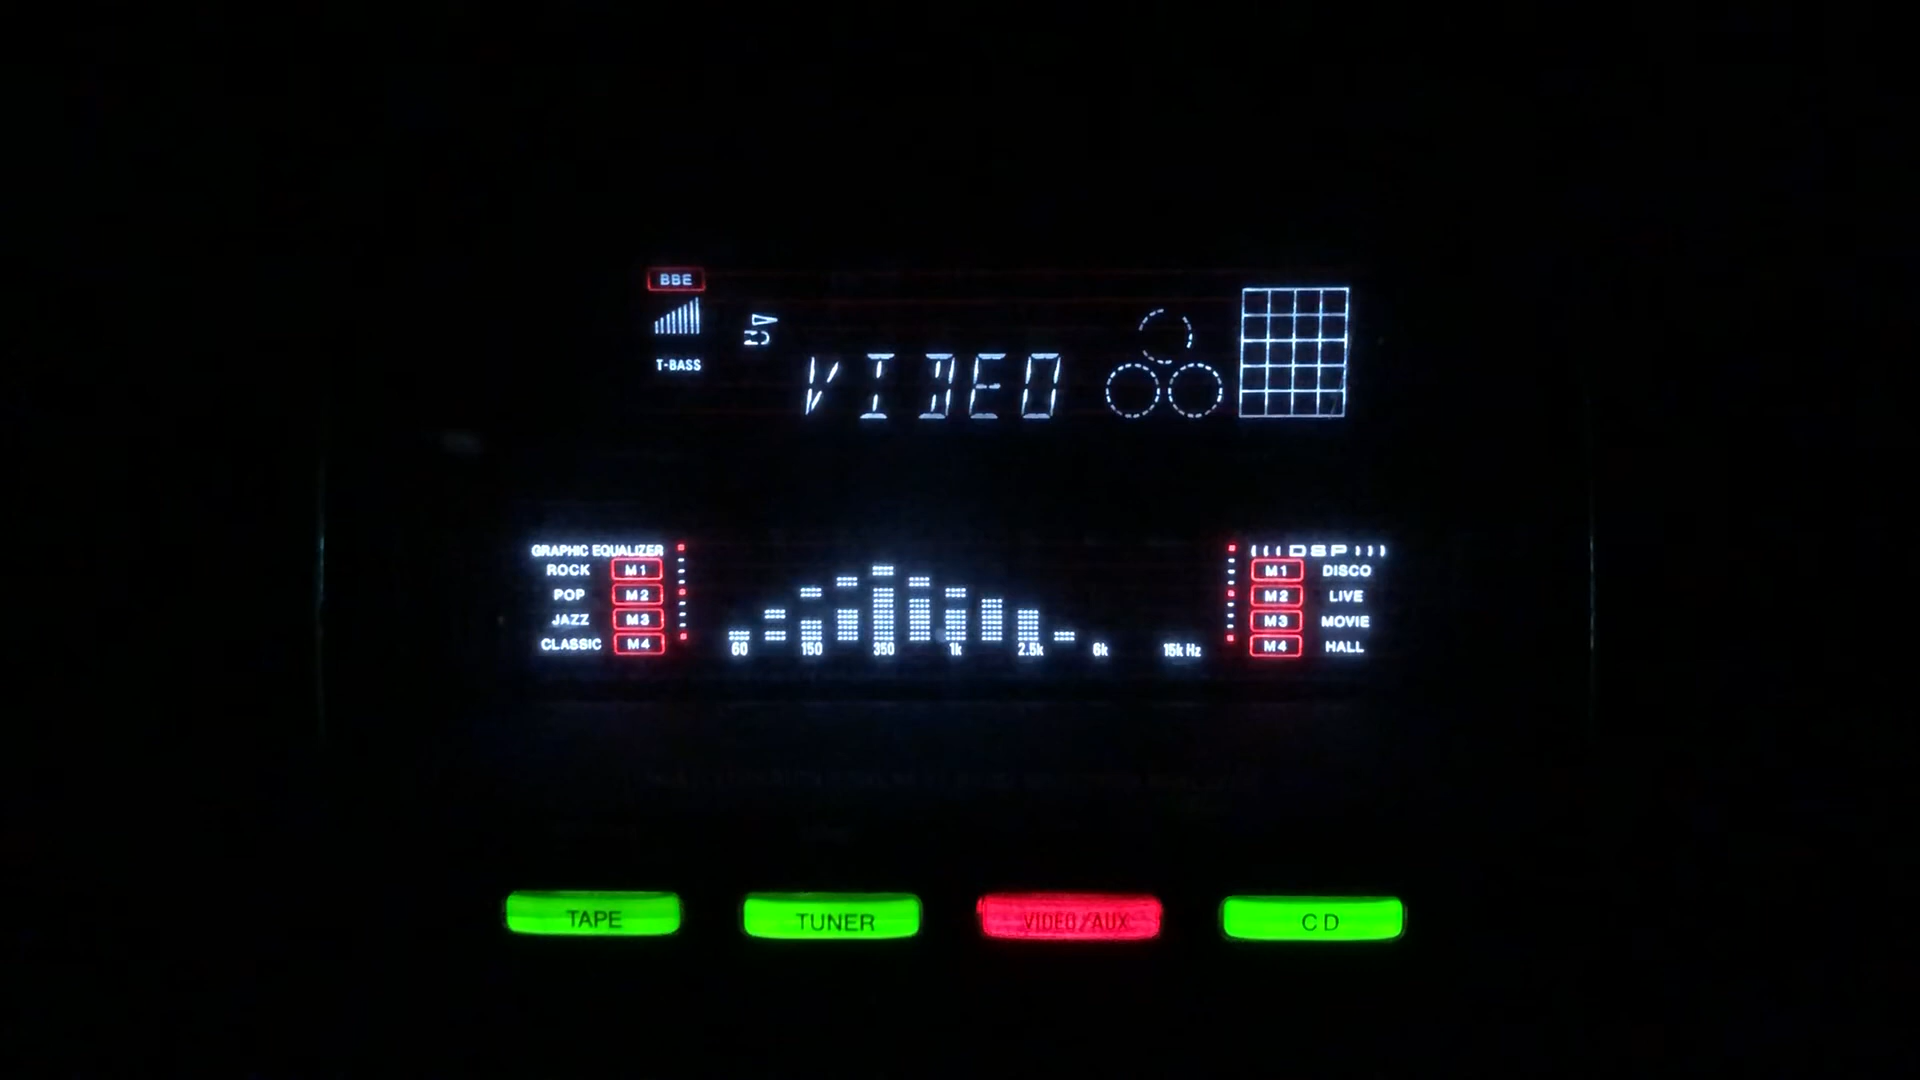 BBE
T-BASS
VIDEO
GRAPHIC EQUALIZER
ROCK M1
POP M2
JAZZ M3
CLASSIC M4
60 150 350 1k 2.5k 6k 15k Hz
(((DSP)))
M1 DISCO
M2 LIVE
M3 MOVIE
M4 HALL
TAPE
TUNER
VIDEO/AUX
CD